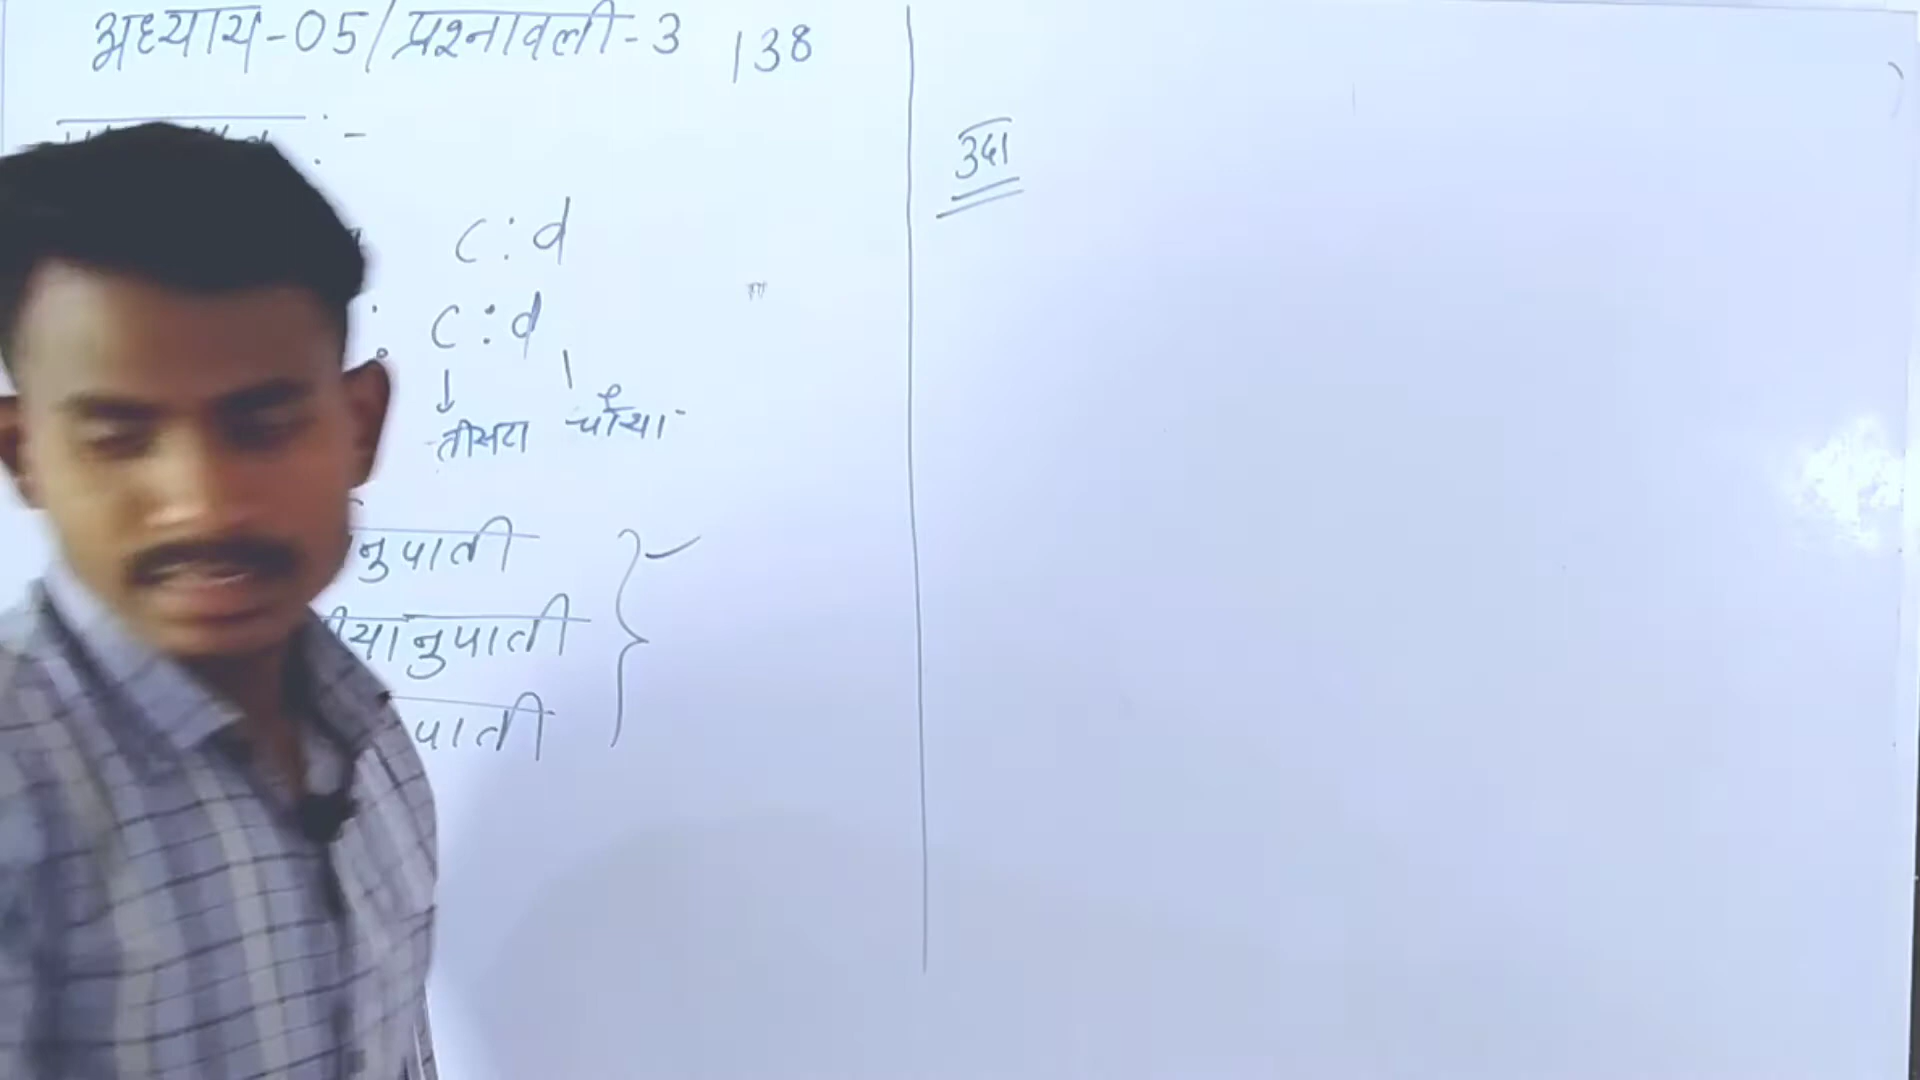 अध्याय-05/प्रश्नावली-3 138
:-
c:d
: c:d
↓
तीसरा चौथा
नुपाती
यानुपाती
पाती
उदा